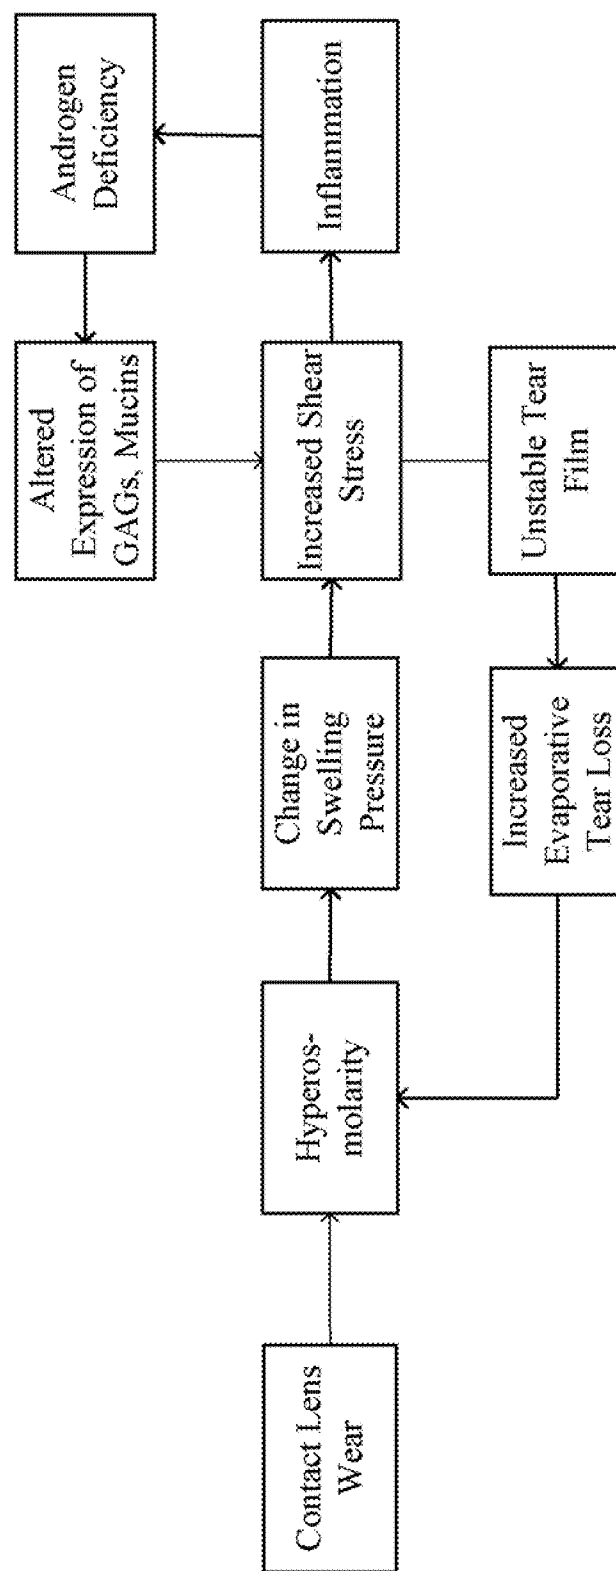 Altered
Expression of
GAGs, Mucins
Androgen
Deficiency
Contact Lens
Wear
Hyperos-
molarity
Change in
Swelling
Pressure
Increased Shear
Stress
Inflammation
Increased
Evaporative
Tear Loss
Unstable Tear
Film